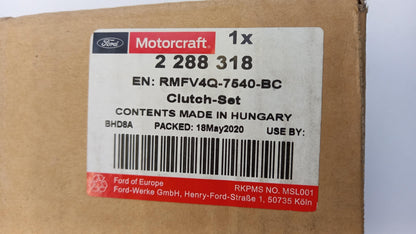 Ford Motorcraft 1x
2 288 318
EN: RMFV4Q-7540-BC
Clutch-Set
CONTENTS MADE IN HUNGARY
BHD8A PACKED: 18May2020 USE BY:
Ford of Europe
Ford-Werke GmbH, Henry-Ford-Straße 1, 50735 Köln
RKPMS NO. MSL001